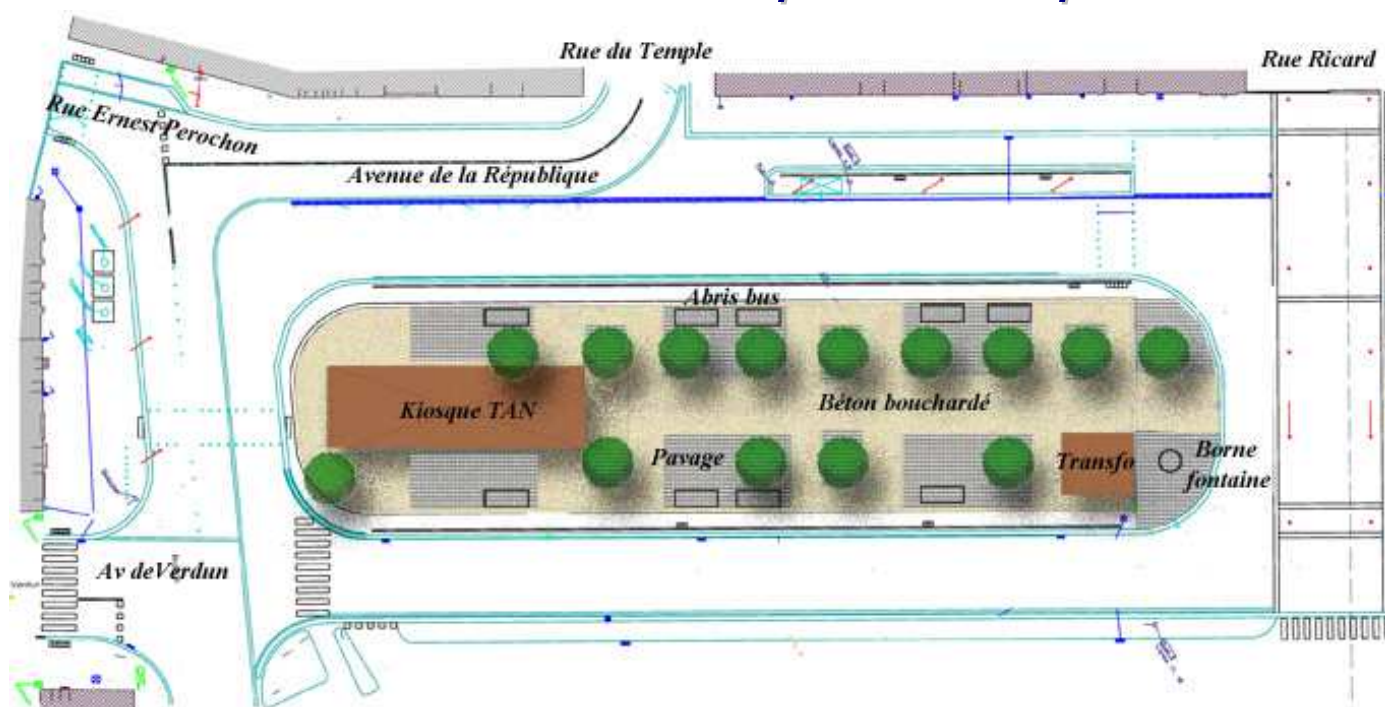 Rue du Temple
Rue Ricard
Rue Ernest Perochon
Avenue de la République
Abris bus
Kiosque TAN
Béton bouchardé
Pavage
Transfo
Borne
fontaine
Av deVerdun
Verdun